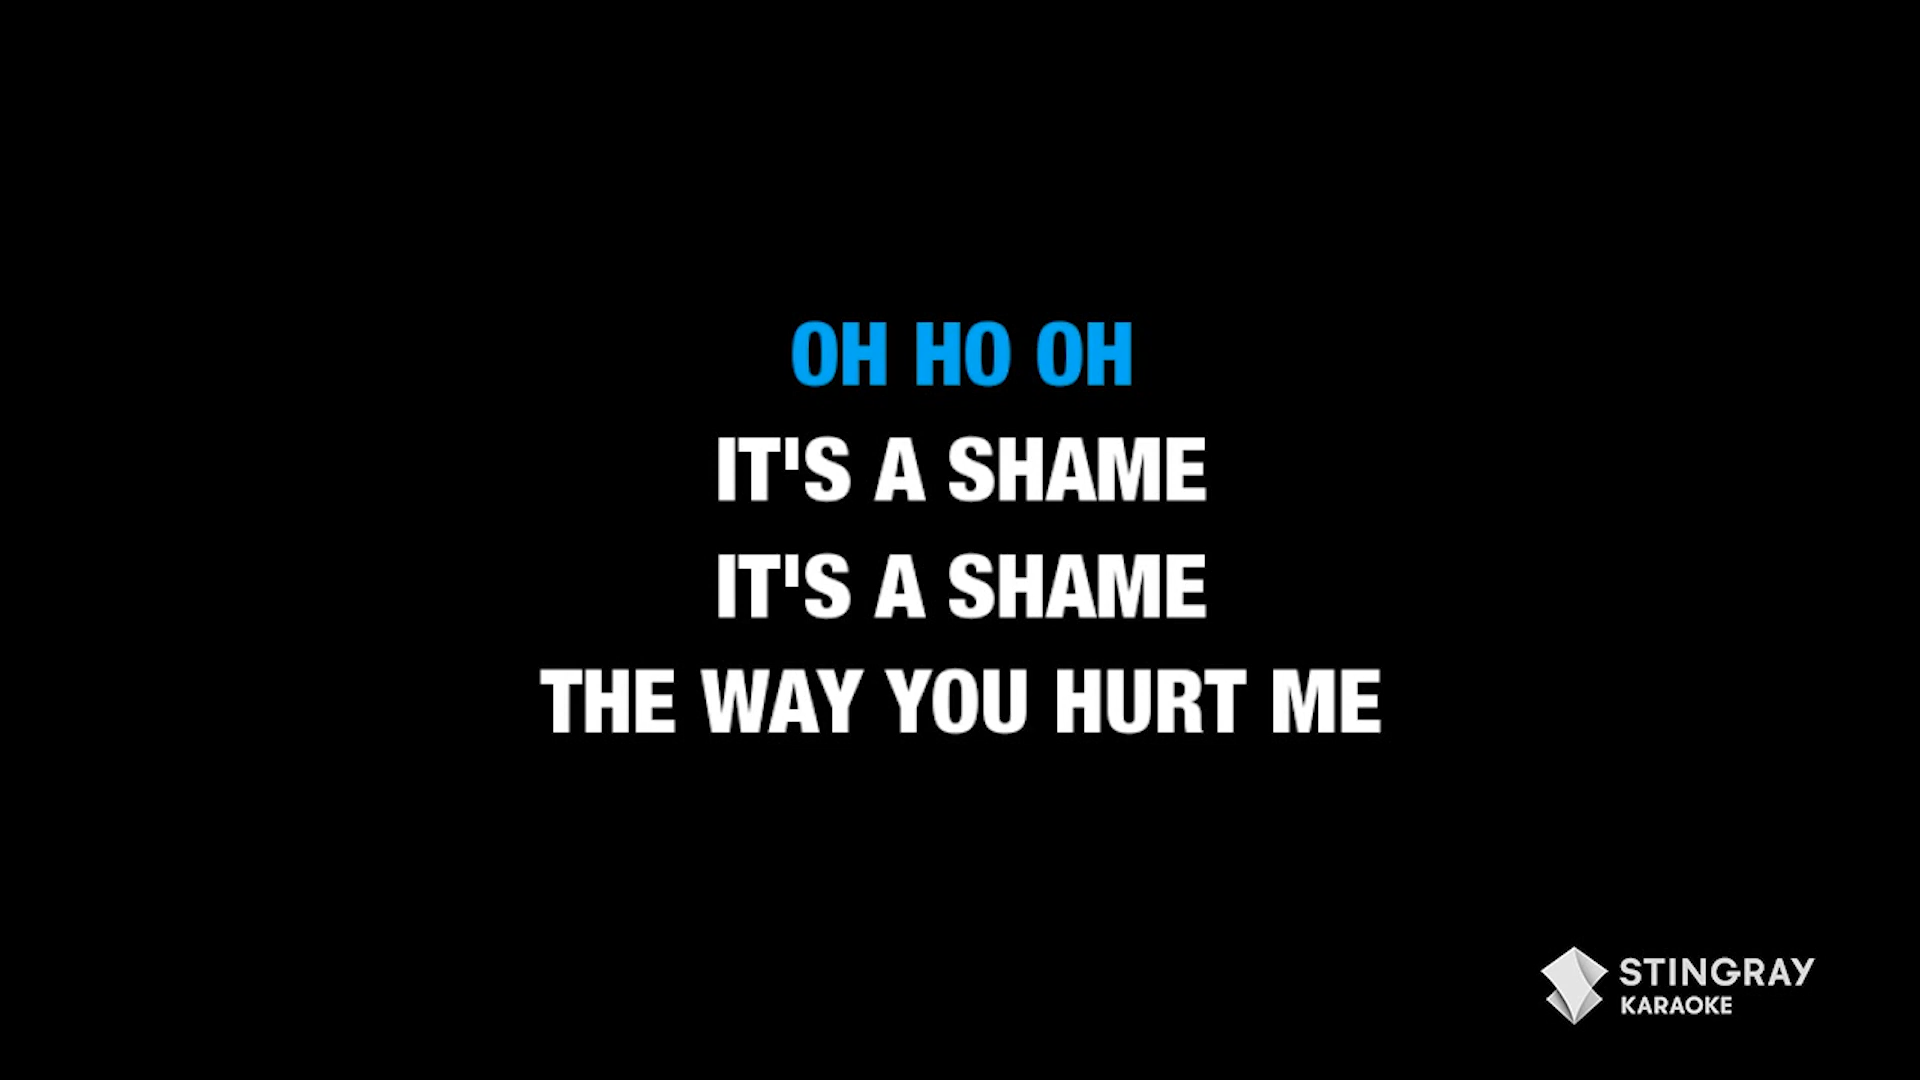 OH HO OH
IT'S A SHAME
IT'S A SHAME
THE WAY YOU HURT ME
STINGRAY
KARAOKE